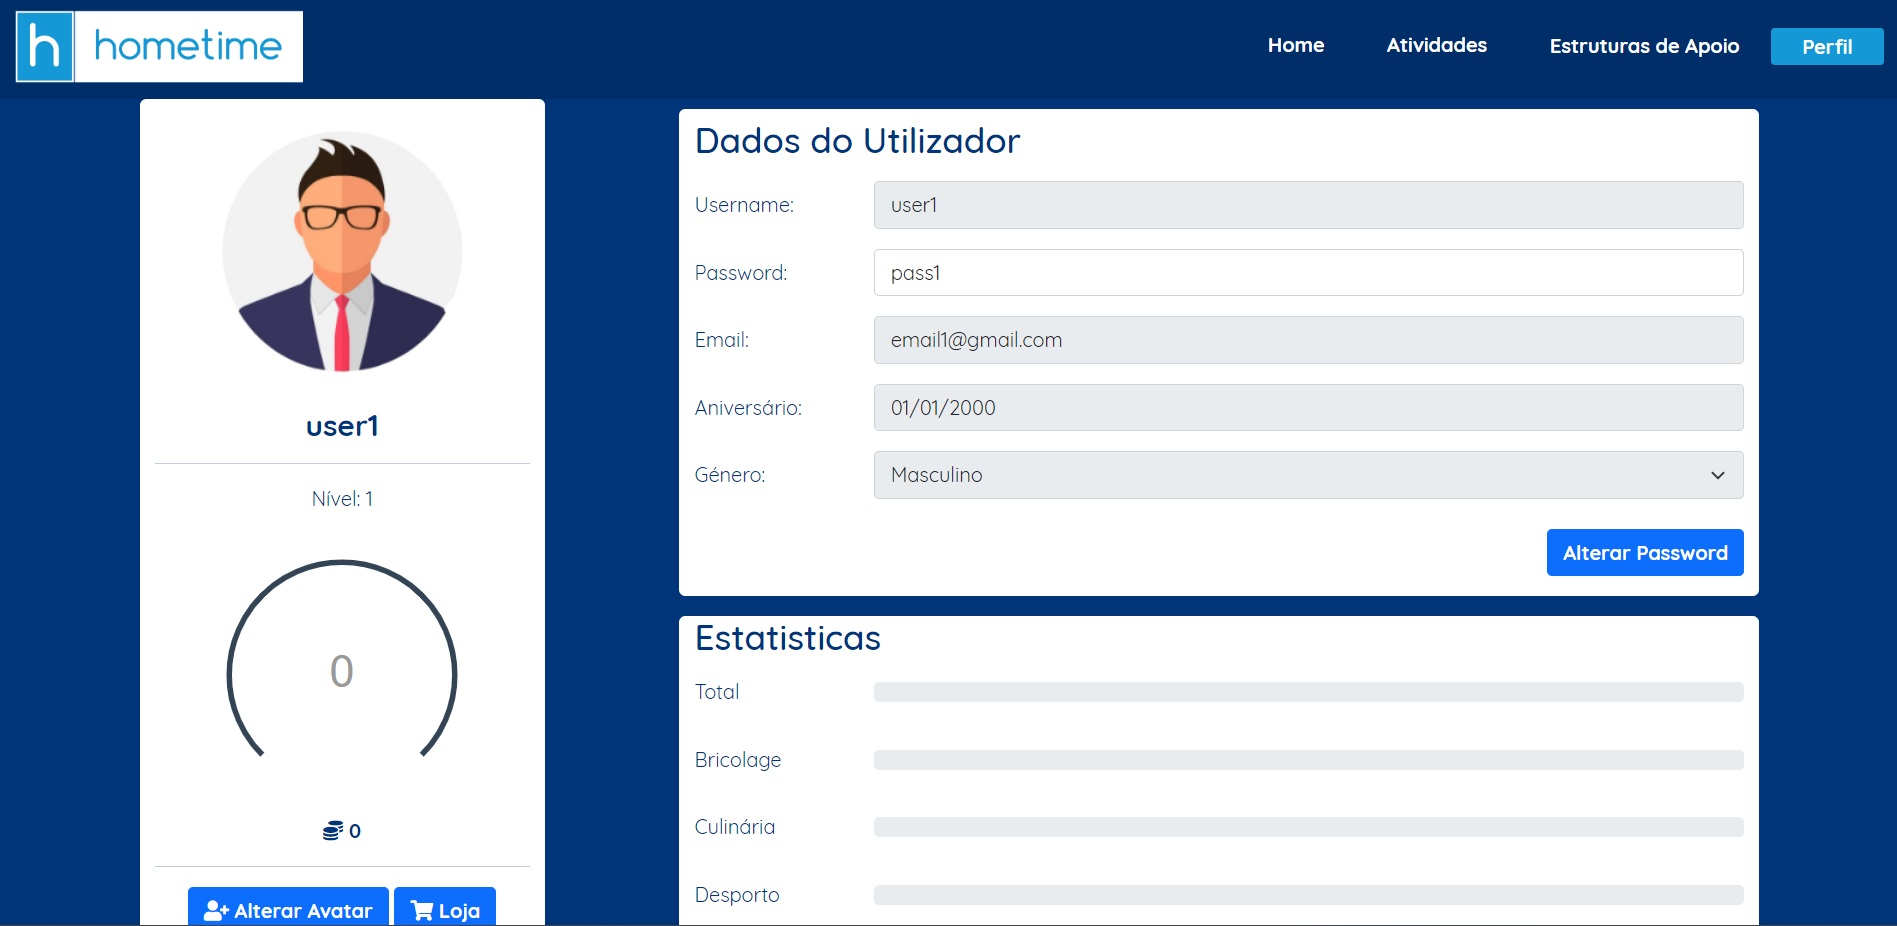 h hometime
Home Atividades Estruturas de Apoio Perfil
user1
Nível: 1
0
0
Alterar Avatar Loja
Dados do Utilizador
Username: user1
Password: pass1
Email: email1@gmail.com
Aniversário: 01/01/2000
Género: Masculino
Alterar Password
Estatisticas
Total
Bricolage
Culinária
Desporto